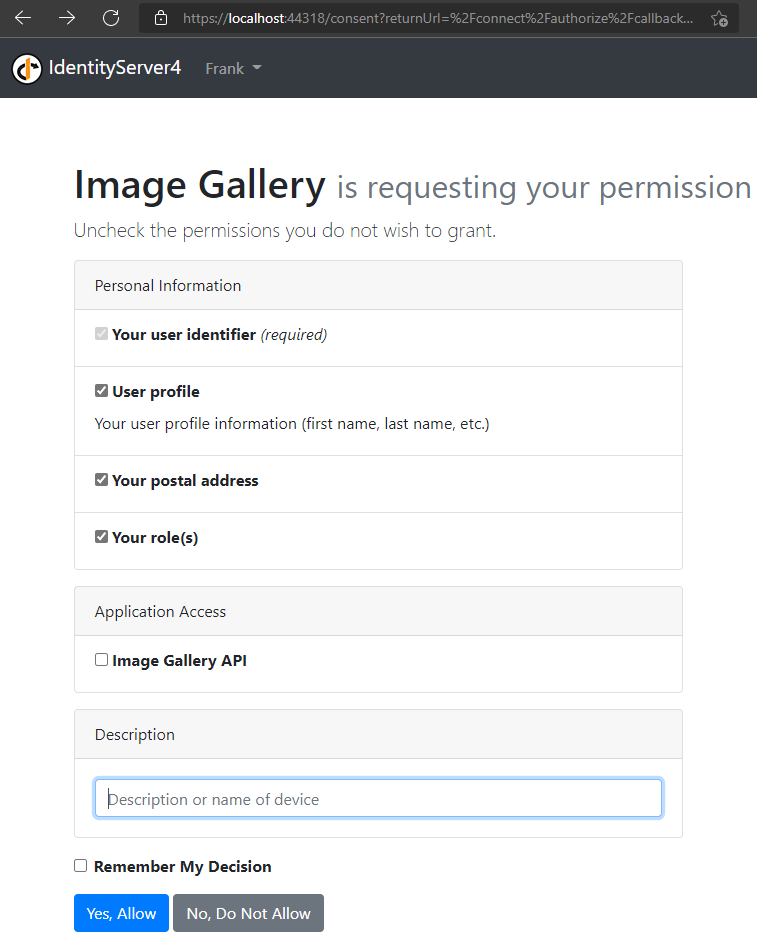 https://localhost:44318/consent?returnUrl=%2Fconnect%2Fauthorize%2Fcallback...
IdentityServer4 Frank
Image Gallery is requesting your permission
Uncheck the permissions you do not wish to grant.
Personal Information
Your user identifier (required)
User profile
Your user profile information (first name, last name, etc.)
Your postal address
Your role(s)
Application Access
Image Gallery API
Description
Description or name of device
Remember My Decision
Yes, Allow No, Do Not Allow